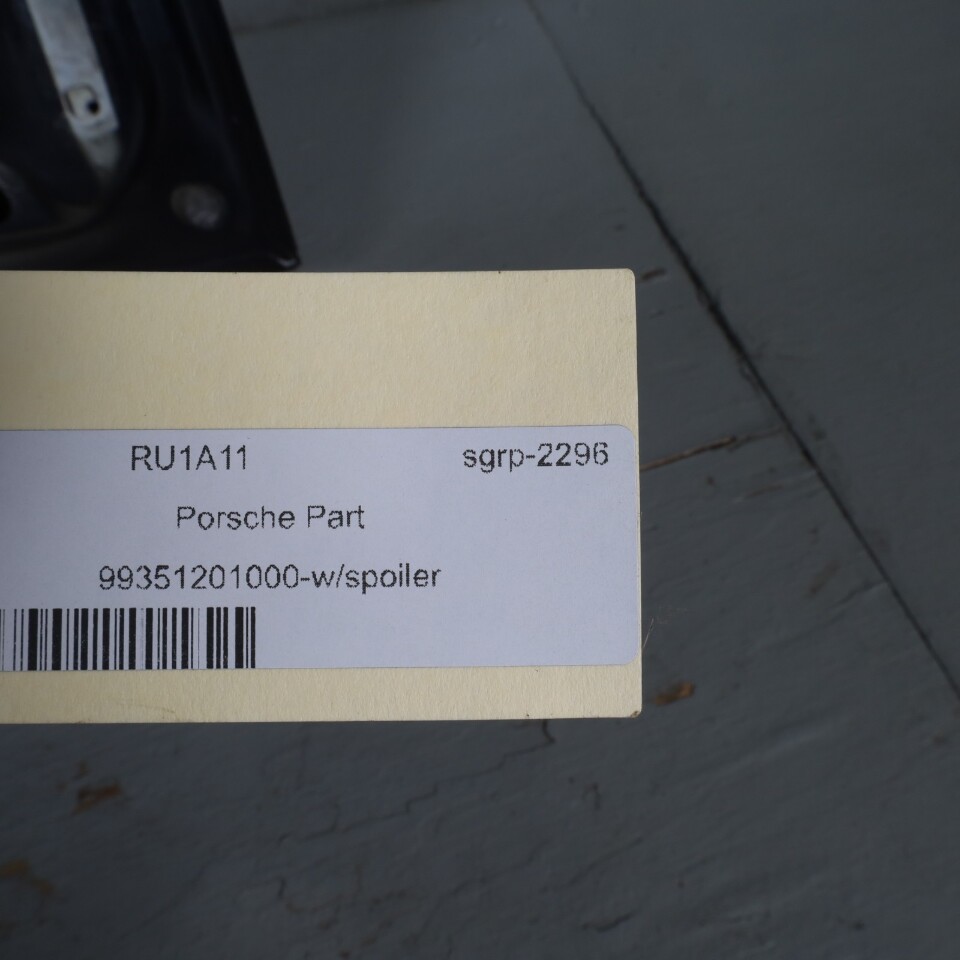 RU1A11 sgrp-2296
Porsche Part
99351201000-w/spoiler